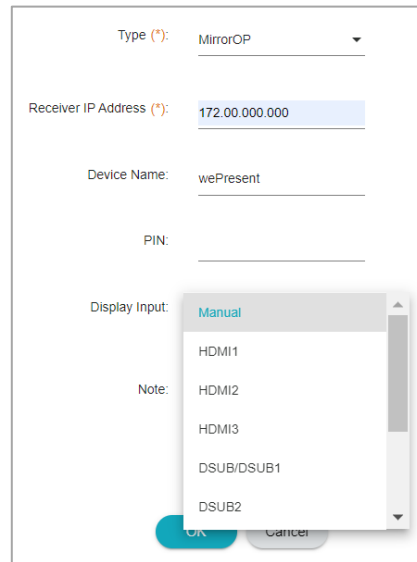 Type (*): MirrorOP
Receiver IP Address (*): 172.00.000.000
Device Name: wePresent
PIN:
Display Input: Manual
HDMI1
Note: HDMI2
HDMI3
DSUB/DSUB1
DSUB2
OK Cancel